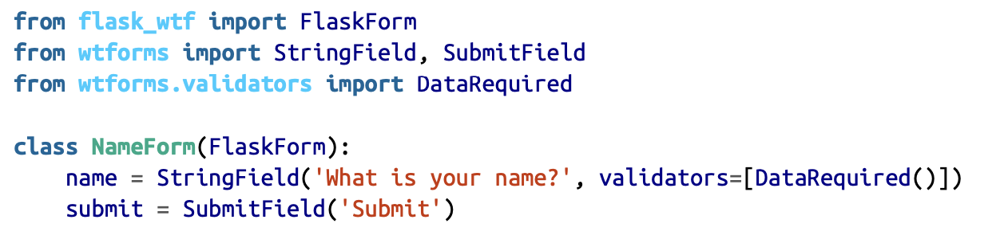 from flask_wtf import FlaskForm
from wtforms import StringField, SubmitField
from wtforms.validators import DataRequired

class NameForm(FlaskForm):
    name = StringField('What is your name?', validators=[DataRequired()])
    submit = SubmitField('Submit')